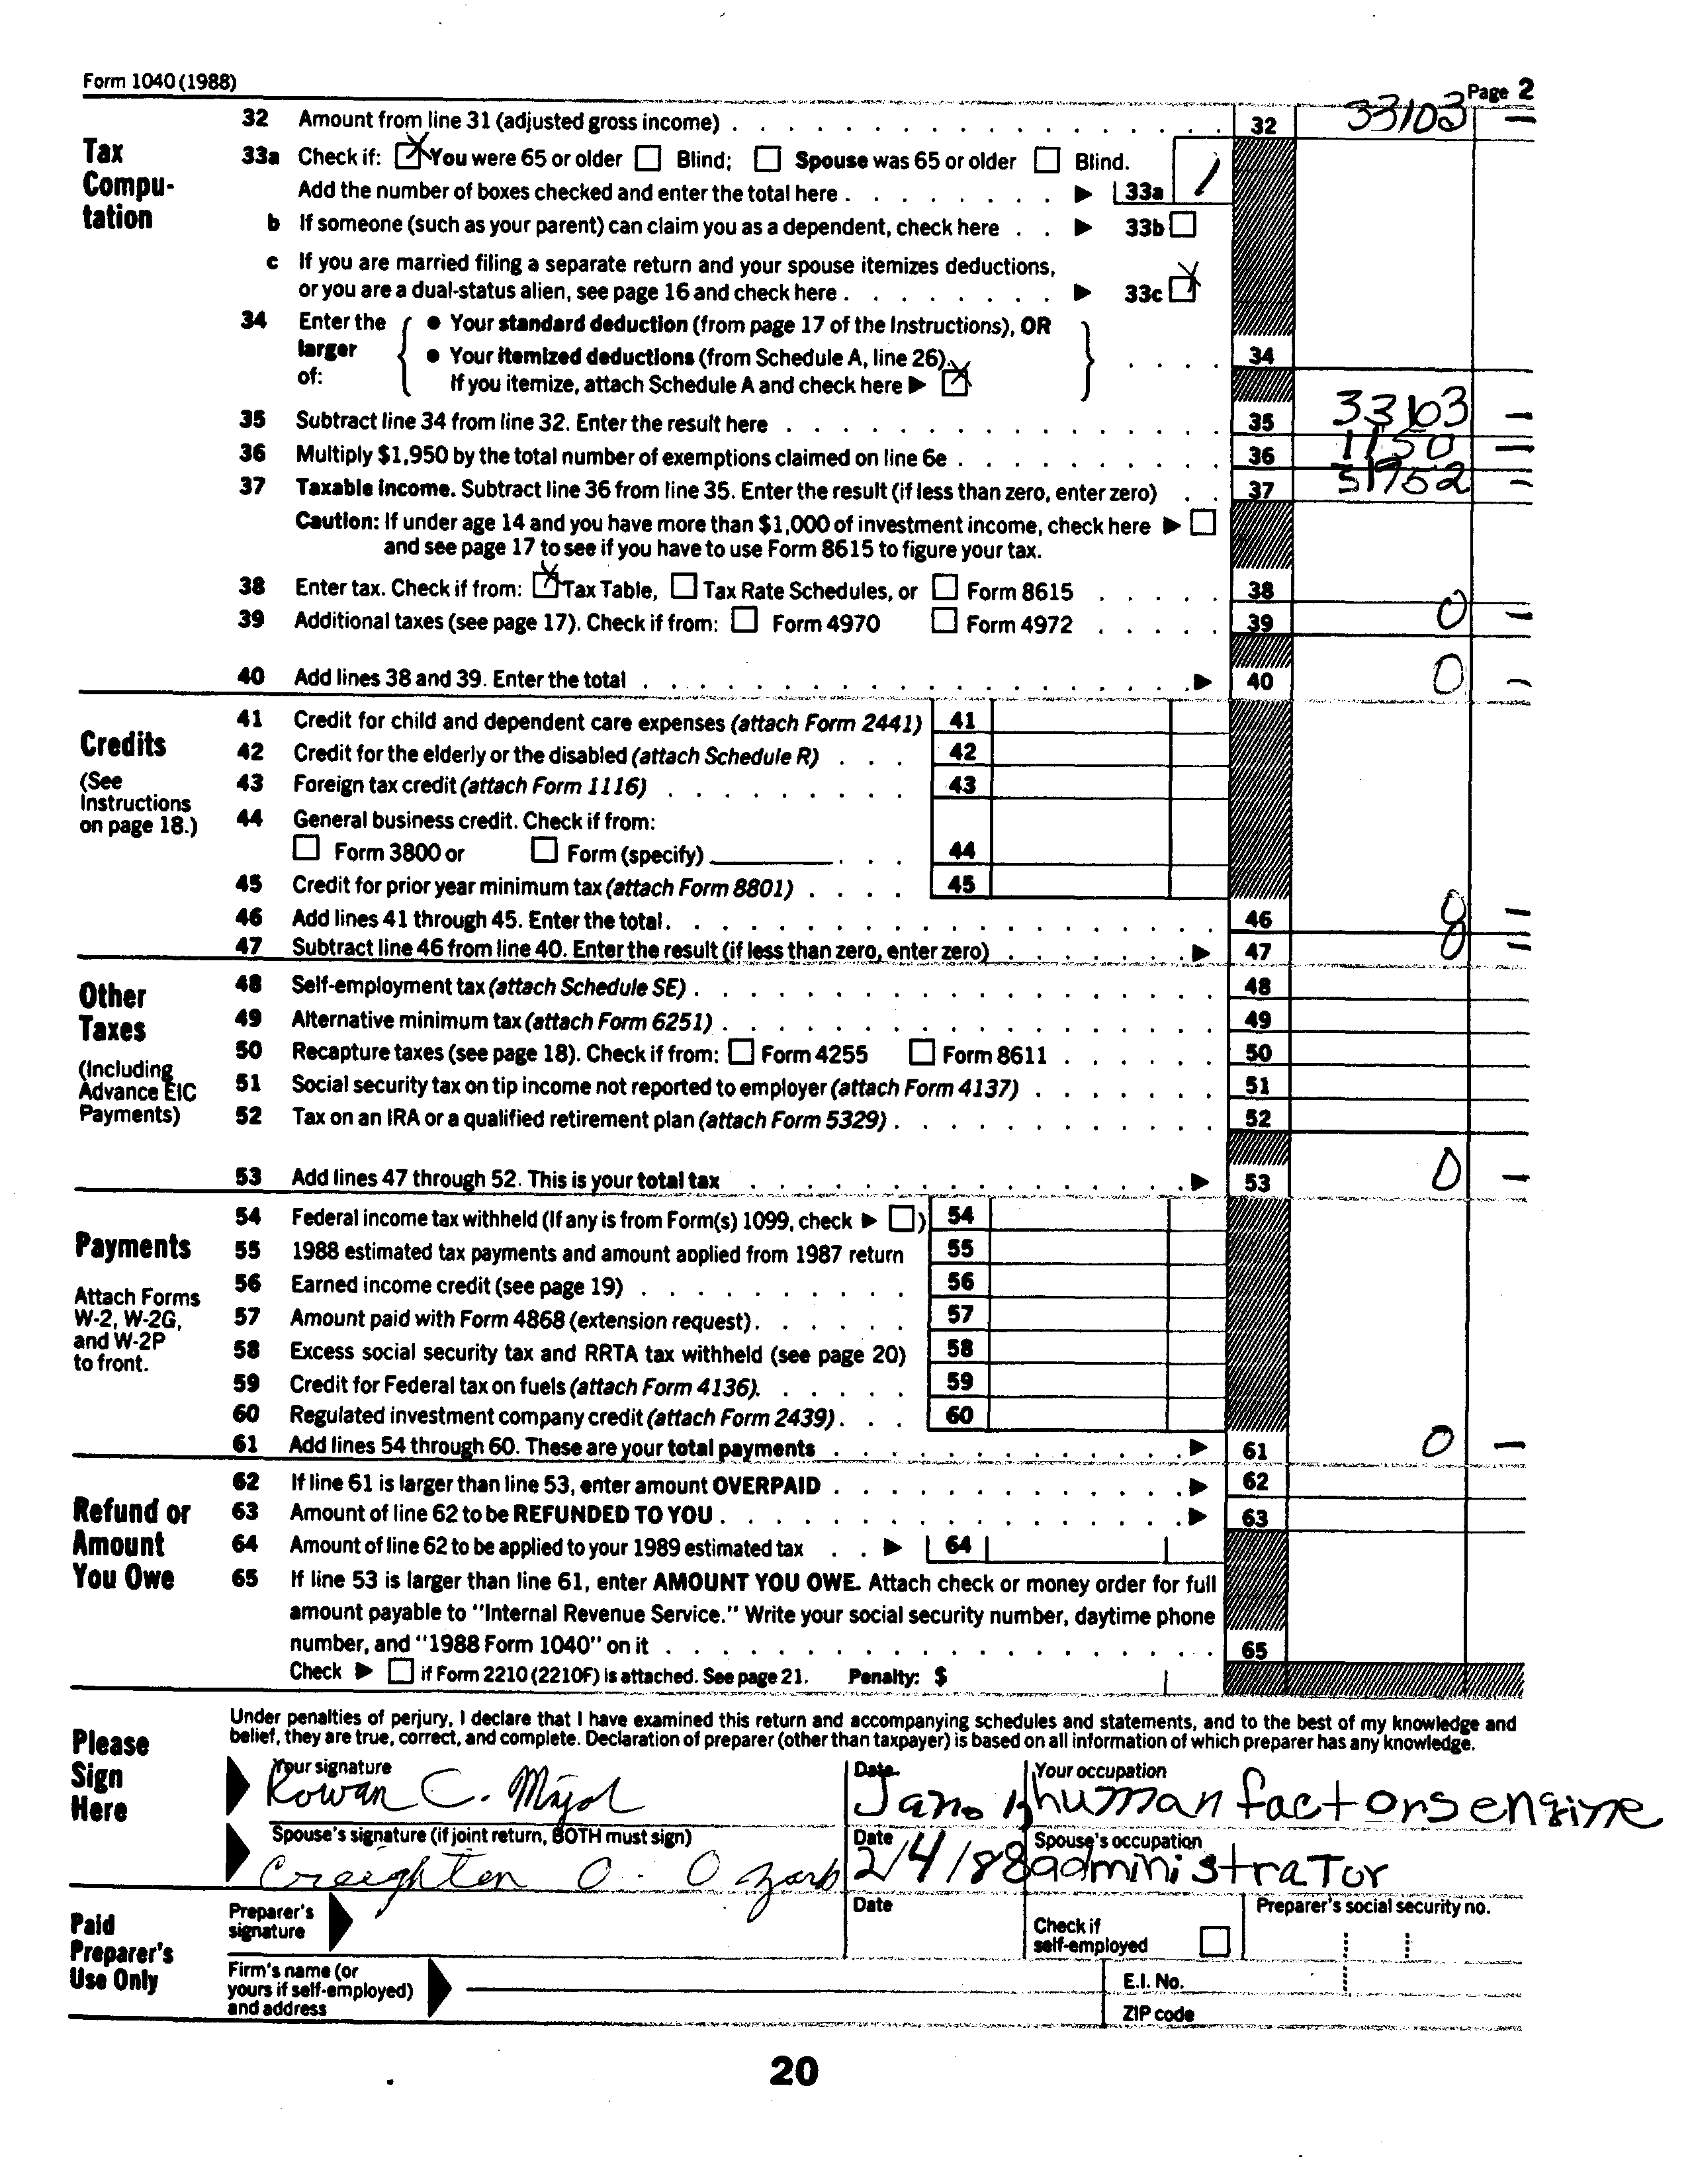 Form 1040 (1988) Page 2
Tax Compu-tation
32 Amount from line 31 (adjusted gross income) 32 33103 —
33a Check if: X You were 65 or older Blind; Spouse was 65 or older Blind.
Add the number of boxes checked and enter the total here ▶ 33a 1
b If someone (such as your parent) can claim you as a dependent, check here ▶ 33b
c If you are married filing a separate return and your spouse itemizes deductions,
or you are a dual-status alien, see page 16 and check here ▶ 33c X
34 Enter the larger of:
● Your standard deduction (from page 17 of the Instructions), OR
● Your itemized deductions (from Schedule A, line 26). 34
If you itemize, attach Schedule A and check here ▶ X
35 Subtract line 34 from line 32. Enter the result here 35 33103 —
36 Multiply $1,950 by the total number of exemptions claimed on line 6e 36 1150 —
37 Taxable income. Subtract line 36 from line 35. Enter the result (if less than zero, enter zero) 37 —
Caution: If under age 14 and you have more than $1,000 of investment income, check here ▶
and see page 17 to see if you have to use Form 8615 to figure your tax.
38 Enter tax. Check if from: X Tax Table, Tax Rate Schedules, or Form 8615 38
39 Additional taxes (see page 17). Check if from: Form 4970 Form 4972 39 0 —
40 Add lines 38 and 39. Enter the total ▶ 40 0 —
Credits
(See Instructions on page 18.)
41 Credit for child and dependent care expenses (attach Form 2441) 41
42 Credit for the elderly or the disabled (attach Schedule R) 42
43 Foreign tax credit (attach Form 1116) 43
44 General business credit. Check if from:
Form 3800 or Form (specify) 44
45 Credit for prior year minimum tax (attach Form 8801) 45
46 Add lines 41 through 45. Enter the total 46 0 —
47 Subtract line 46 from line 40. Enter the result (if less than zero, enter zero) ▶ 47 0 —
Other Taxes
(Including Advance EIC Payments)
48 Self-employment tax (attach Schedule SE) 48
49 Alternative minimum tax (attach Form 6251) 49
50 Recapture taxes (see page 18). Check if from: Form 4255 Form 8611 50
51 Social security tax on tip income not reported to employer (attach Form 4137) 51
52 Tax on an IRA or a qualified retirement plan (attach Form 5329) 52
53 Add lines 47 through 52. This is your total tax ▶ 53 0 —
Payments
Attach Forms W-2, W-2G, and W-2P to front.
54 Federal income tax withheld (If any is from Form(s) 1099, check ▶ ) 54
55 1988 estimated tax payments and amount applied from 1987 return 55
56 Earned income credit (see page 19) 56
57 Amount paid with Form 4868 (extension request) 57
58 Excess social security tax and RRTA tax withheld (see page 20) 58
59 Credit for Federal tax on fuels (attach Form 4136) 59
60 Regulated investment company credit (attach Form 2439) 60
61 Add lines 54 through 60. These are your total payments ▶ 61 0 —
Refund or Amount You Owe
62 If line 61 is larger than line 53, enter amount OVERPAID ▶ 62
63 Amount of line 62 to be REFUNDED TO YOU ▶ 63
64 Amount of line 62 to be applied to your 1989 estimated tax ▶ 64
65 If line 53 is larger than line 61, enter AMOUNT YOU OWE. Attach check or money order for full
amount payable to "Internal Revenue Service." Write your social security number, daytime phone
number, and "1988 Form 1040" on it 65
Check ▶ if Form 2210 (2210F) is attached. See page 21. Penalty: $
Please Sign Here
Under penalties of perjury, I declare that I have examined this return and accompanying schedules and statements, and to the best of my knowledge and
belief, they are true, correct, and complete. Declaration of preparer (other than taxpayer) is based on all information of which preparer has any knowledge.
Your signature Date Your occupation
Rowan C. Jan. human factors engine
Spouse's signature (if joint return, BOTH must sign) Date Spouse's occupation
Creighten O. Ozark 2/4/88 administrator
Paid Preparer's Use Only
Preparer's signature Date Check if self-employed Preparer's social security no.
Firm's name (or yours if self-employed) and address E.I. No.
ZIP code
20